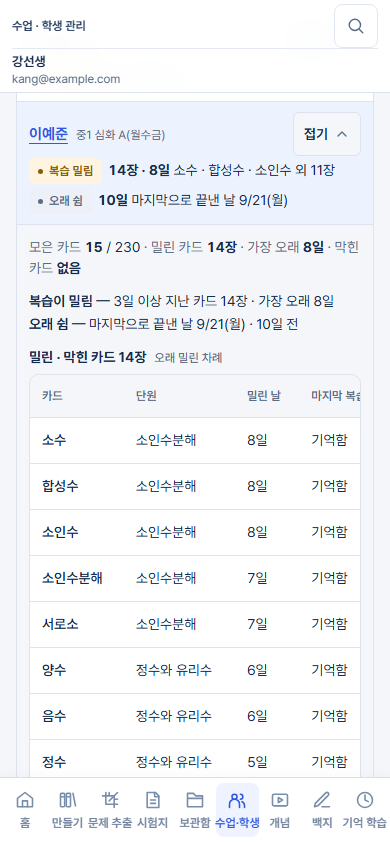 수업 · 학생 관리
강선생
kang@example.com
이예준 중1 심화 A(월수금) 접기
복습 밀림 14장 · 8일 소수 · 합성수 · 소인수 외 11장
오래 쉼 10일 마지막으로 끝낸 날 9/21(월)
모은 카드 15 / 230 · 밀린 카드 14장 · 가장 오래 8일 · 막힌
카드 없음
복습이 밀림 — 3일 이상 지난 카드 14장 · 가장 오래 8일
오래 쉼 — 마지막으로 끝낸 날 9/21(월) · 10일 전
밀린 · 막힌 카드 14장 오래 밀린 차례
카드 단원 밀린 날 마지막 복습
소수 소인수분해 8일 기억함
합성수 소인수분해 8일 기억함
소인수 소인수분해 8일 기억함
소인수분해 소인수분해 7일 기억함
서로소 소인수분해 7일 기억함
양수 정수와 유리수 6일 기억함
음수 정수와 유리수 6일 기억함
정수 정수와 유리수 5일 기억함
홈 만들기 문제 추출 시험지 보관함 수업·학생 개념 백지 기억 학습